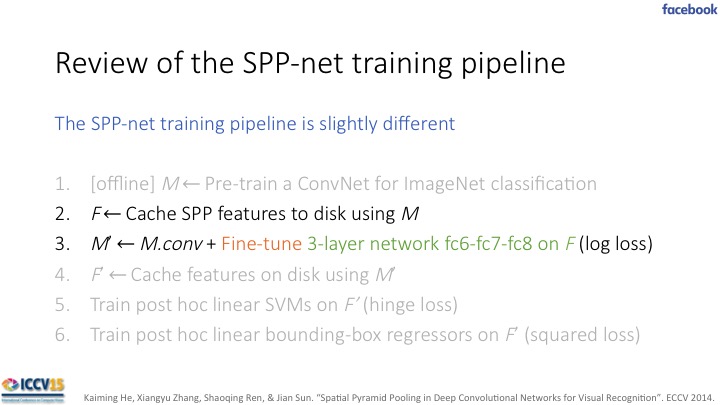 facebook
Review of the SPP-net training pipeline
The SPP-net training pipeline is slightly different
1. [offline] M ← Pre-train a ConvNet for ImageNet classification
2. F ← Cache SPP features to disk using M
3. M′ ← M.conv + Fine-tune 3-layer network fc6-fc7-fc8 on F (log loss)
4. F′ ← Cache features on disk using M′
5. Train post hoc linear SVMs on F′ (hinge loss)
6. Train post hoc linear bounding-box regressors on F′ (squared loss)
ICCV15
Kaiming He, Xiangyu Zhang, Shaoqing Ren, & Jian Sun. “Spatial Pyramid Pooling in Deep Convolutional Networks for Visual Recognition”. ECCV 2014.